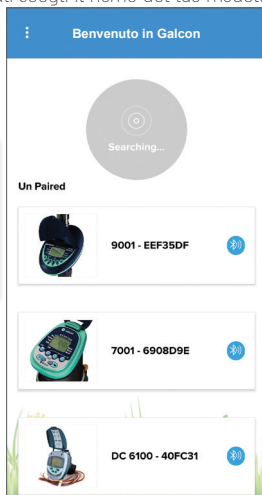 Benvenuto in Galcon
Searching...
Un Paired
9001 - EEF35DF
7001 - 6908D9E
DC 6100 - 40FC31